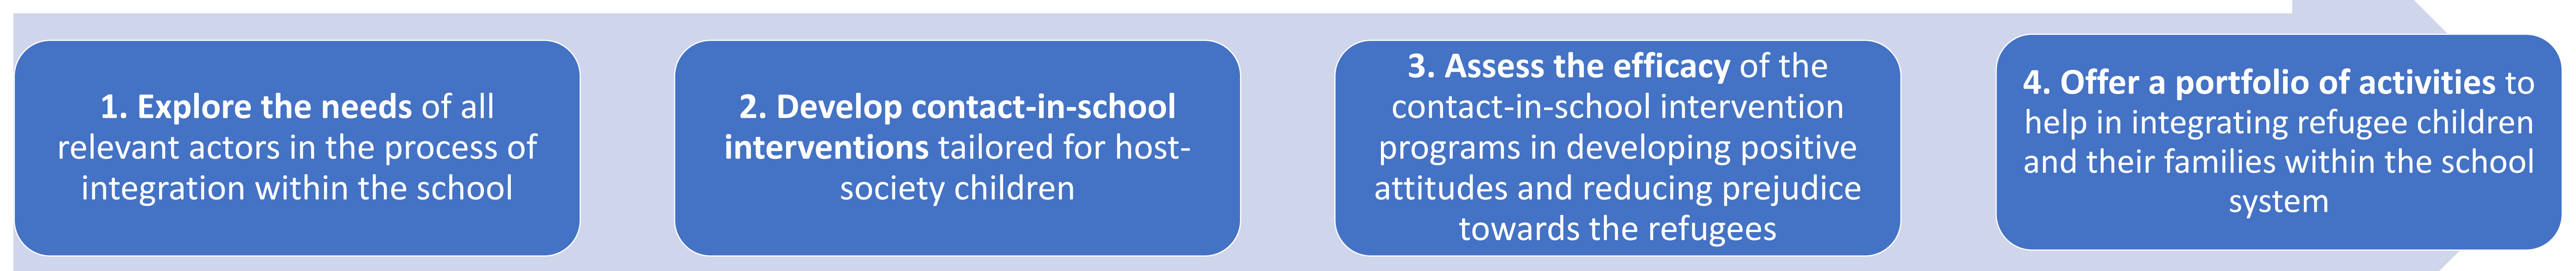 1. Explore the needs of all
relevant actors in the process of
integration within the school
2. Develop contact-in-school
interventions tailored for host-
society children
3. Assess the efficacy of the
contact-in-school intervention
programs in developing positive
attitudes and reducing prejudice
towards the refugees
4. Offer a portfolio of activities to
help in integrating refugee children
and their families within the school
system